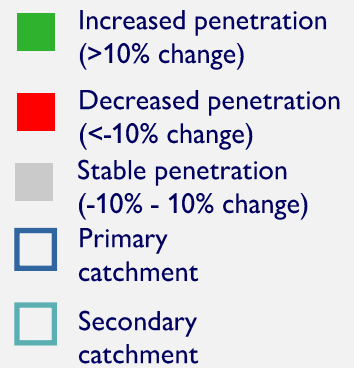 Increased penetration
(>10% change)
Decreased penetration
(<-10% change)
Stable penetration
(-10% - 10% change)
Primary
catchment
Secondary
catchment